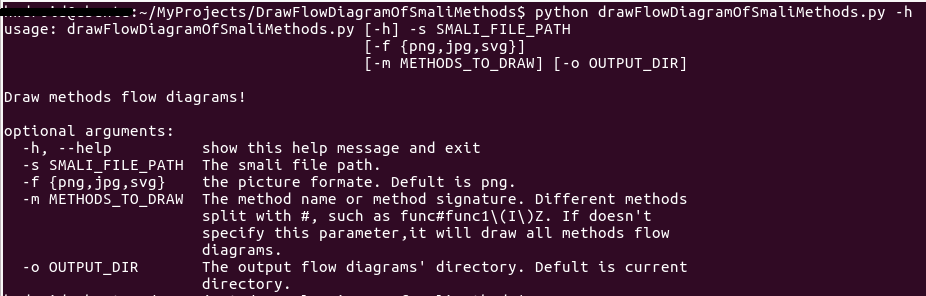 :~/MyProjects/DrawFlowDiagramOfSmaliMethods$ python drawFlowDiagramOfSmaliMethods.py -h
usage: drawFlowDiagramOfSmaliMethods.py [-h] -s SMALI_FILE_PATH
[-f {png,jpg,svg}]
[-m METHODS_TO_DRAW] [-o OUTPUT_DIR]
Draw methods flow diagrams!
optional arguments:
-h, --help show this help message and exit
-s SMALI_FILE_PATH The smali file path.
-f {png,jpg,svg} the picture formate. Defult is png.
-m METHODS_TO_DRAW The method name or method signature. Different methods
split with #, such as func#func1\(I\)Z. If doesn't
specify this parameter,it will draw all methods flow
diagrams.
-o OUTPUT_DIR The output flow diagrams' directory. Defult is current
directory.